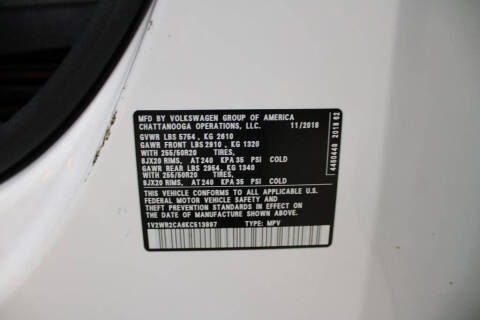 MFD BY VOLKSWAGEN GROUP OF AMERICA
CHATTANOOGA OPERATIONS, LLC. 11/2018
GVWR LBS 5754 , KG 2610
GAWR FRONT LBS 2910 , KG 1320
WITH 255/50R20 TIRES,
8JX20 RIMS, AT 240 KPA 35 PSI COLD
GAWR REAR LBS 2954, KG 1340
WITH 255/50R20 TIRES,
8JX20 RIMS, AT 240 KPA 35 PSI COLD
THIS VEHICLE CONFORMS TO ALL APPLICABLE U.S.
FEDERAL MOTOR VEHICLE SAFETY AND
THEFT PREVENTION STANDARDS IN EFFECT ON
THE DATE OF MANUFACTURE SHOWN ABOVE.
TYPE: MPV
2018 62